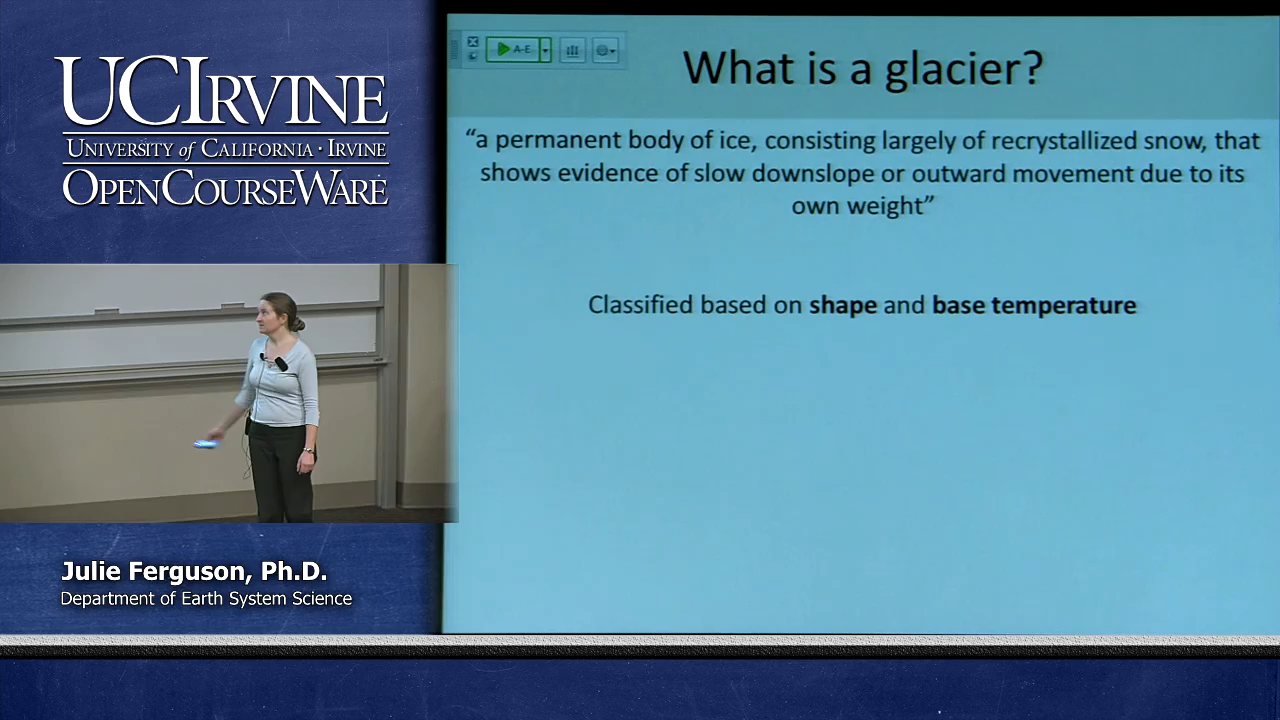 UCIRVINE
UNIVERSITY of CALIFORNIA · IRVINE
OPENCOURSEWARE
A-E
What is a glacier?
“a permanent body of ice, consisting largely of recrystallized snow, that
shows evidence of slow downslope or outward movement due to its
own weight”
Classified based on shape and base temperature
Julie Ferguson, Ph.D.
Department of Earth System Science